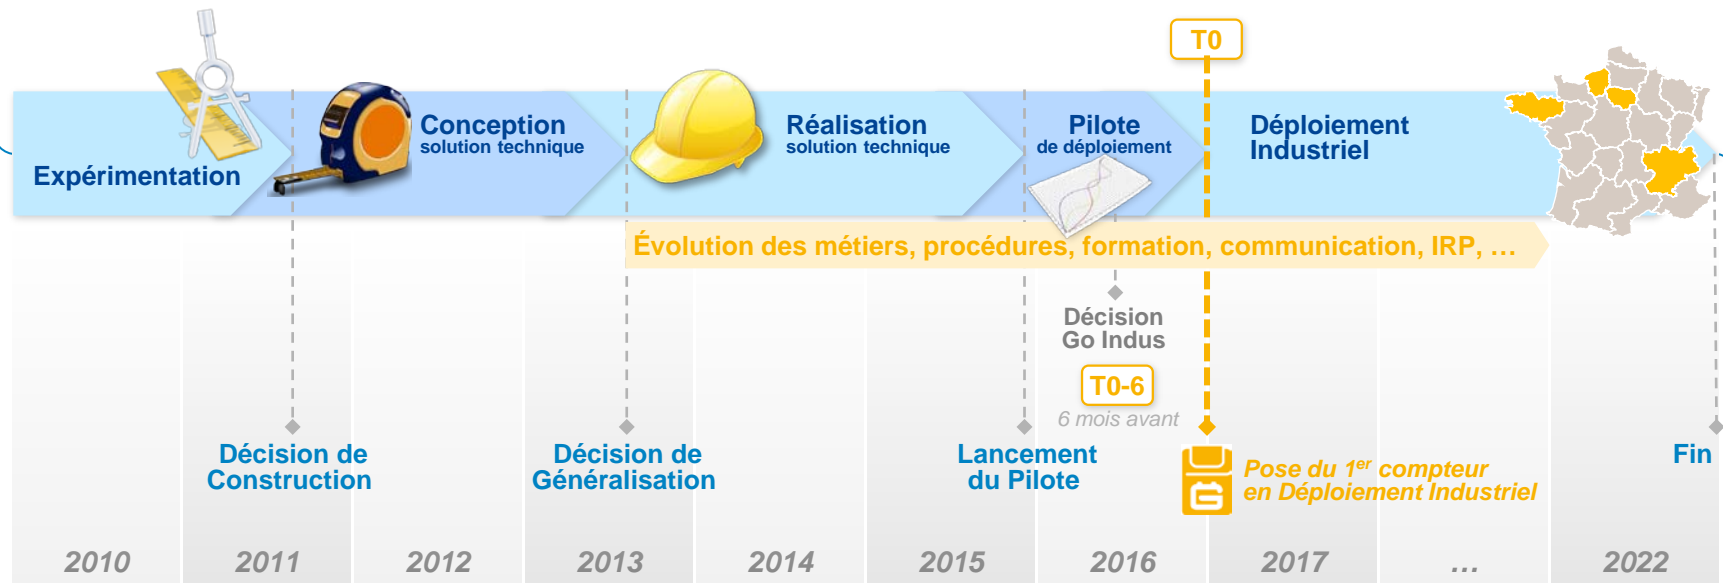 T0
Expérimentation
Conception
solution technique
Réalisation
solution technique
Pilote
de déploiement
Déploiement
Industriel
Évolution des métiers, procédures, formation, communication, IRP, …
Décision
Go Indus
T0-6
6 mois avant
Décision de
Construction
Décision de
Généralisation
Lancement
du Pilote
Pose du 1er compteur
en Déploiement Industriel
Fin
2010
2011
2012
2013
2014
2015
2016
2017
…
2022